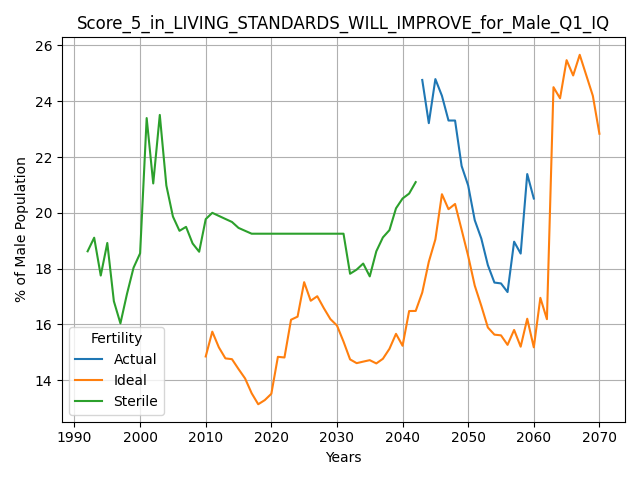 Score_5_in_LIVING_STANDARDS_WILL_IMPROVE_for_Male_Q1_IQ
26
24
22
20
18
16
14
% of Male Population
Fertility
Actual
Ideal
Sterile
1990 2000 2010 2020 2030 2040 2050 2060 2070
Years